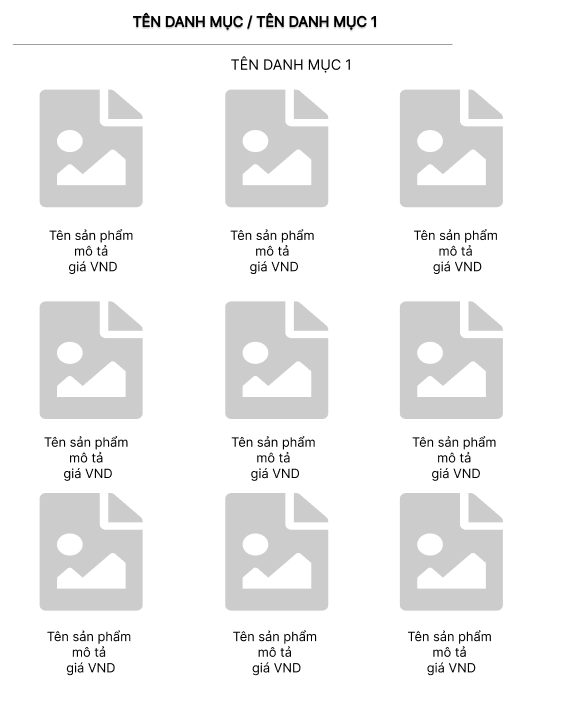 TÊN DANH MỤC / TÊN DANH MỤC 1
TÊN DANH MỤC 1
Tên sản phẩm
mô tả
giá VND
Tên sản phẩm
mô tả
giá VND
Tên sản phẩm
mô tả
giá VND
Tên sản phẩm
mô tả
giá VND
Tên sản phẩm
mô tả
giá VND
Tên sản phẩm
mô tả
giá VND
Tên sản phẩm
mô tả
giá VND
Tên sản phẩm
mô tả
giá VND
Tên sản phẩm
mô tả
giá VND